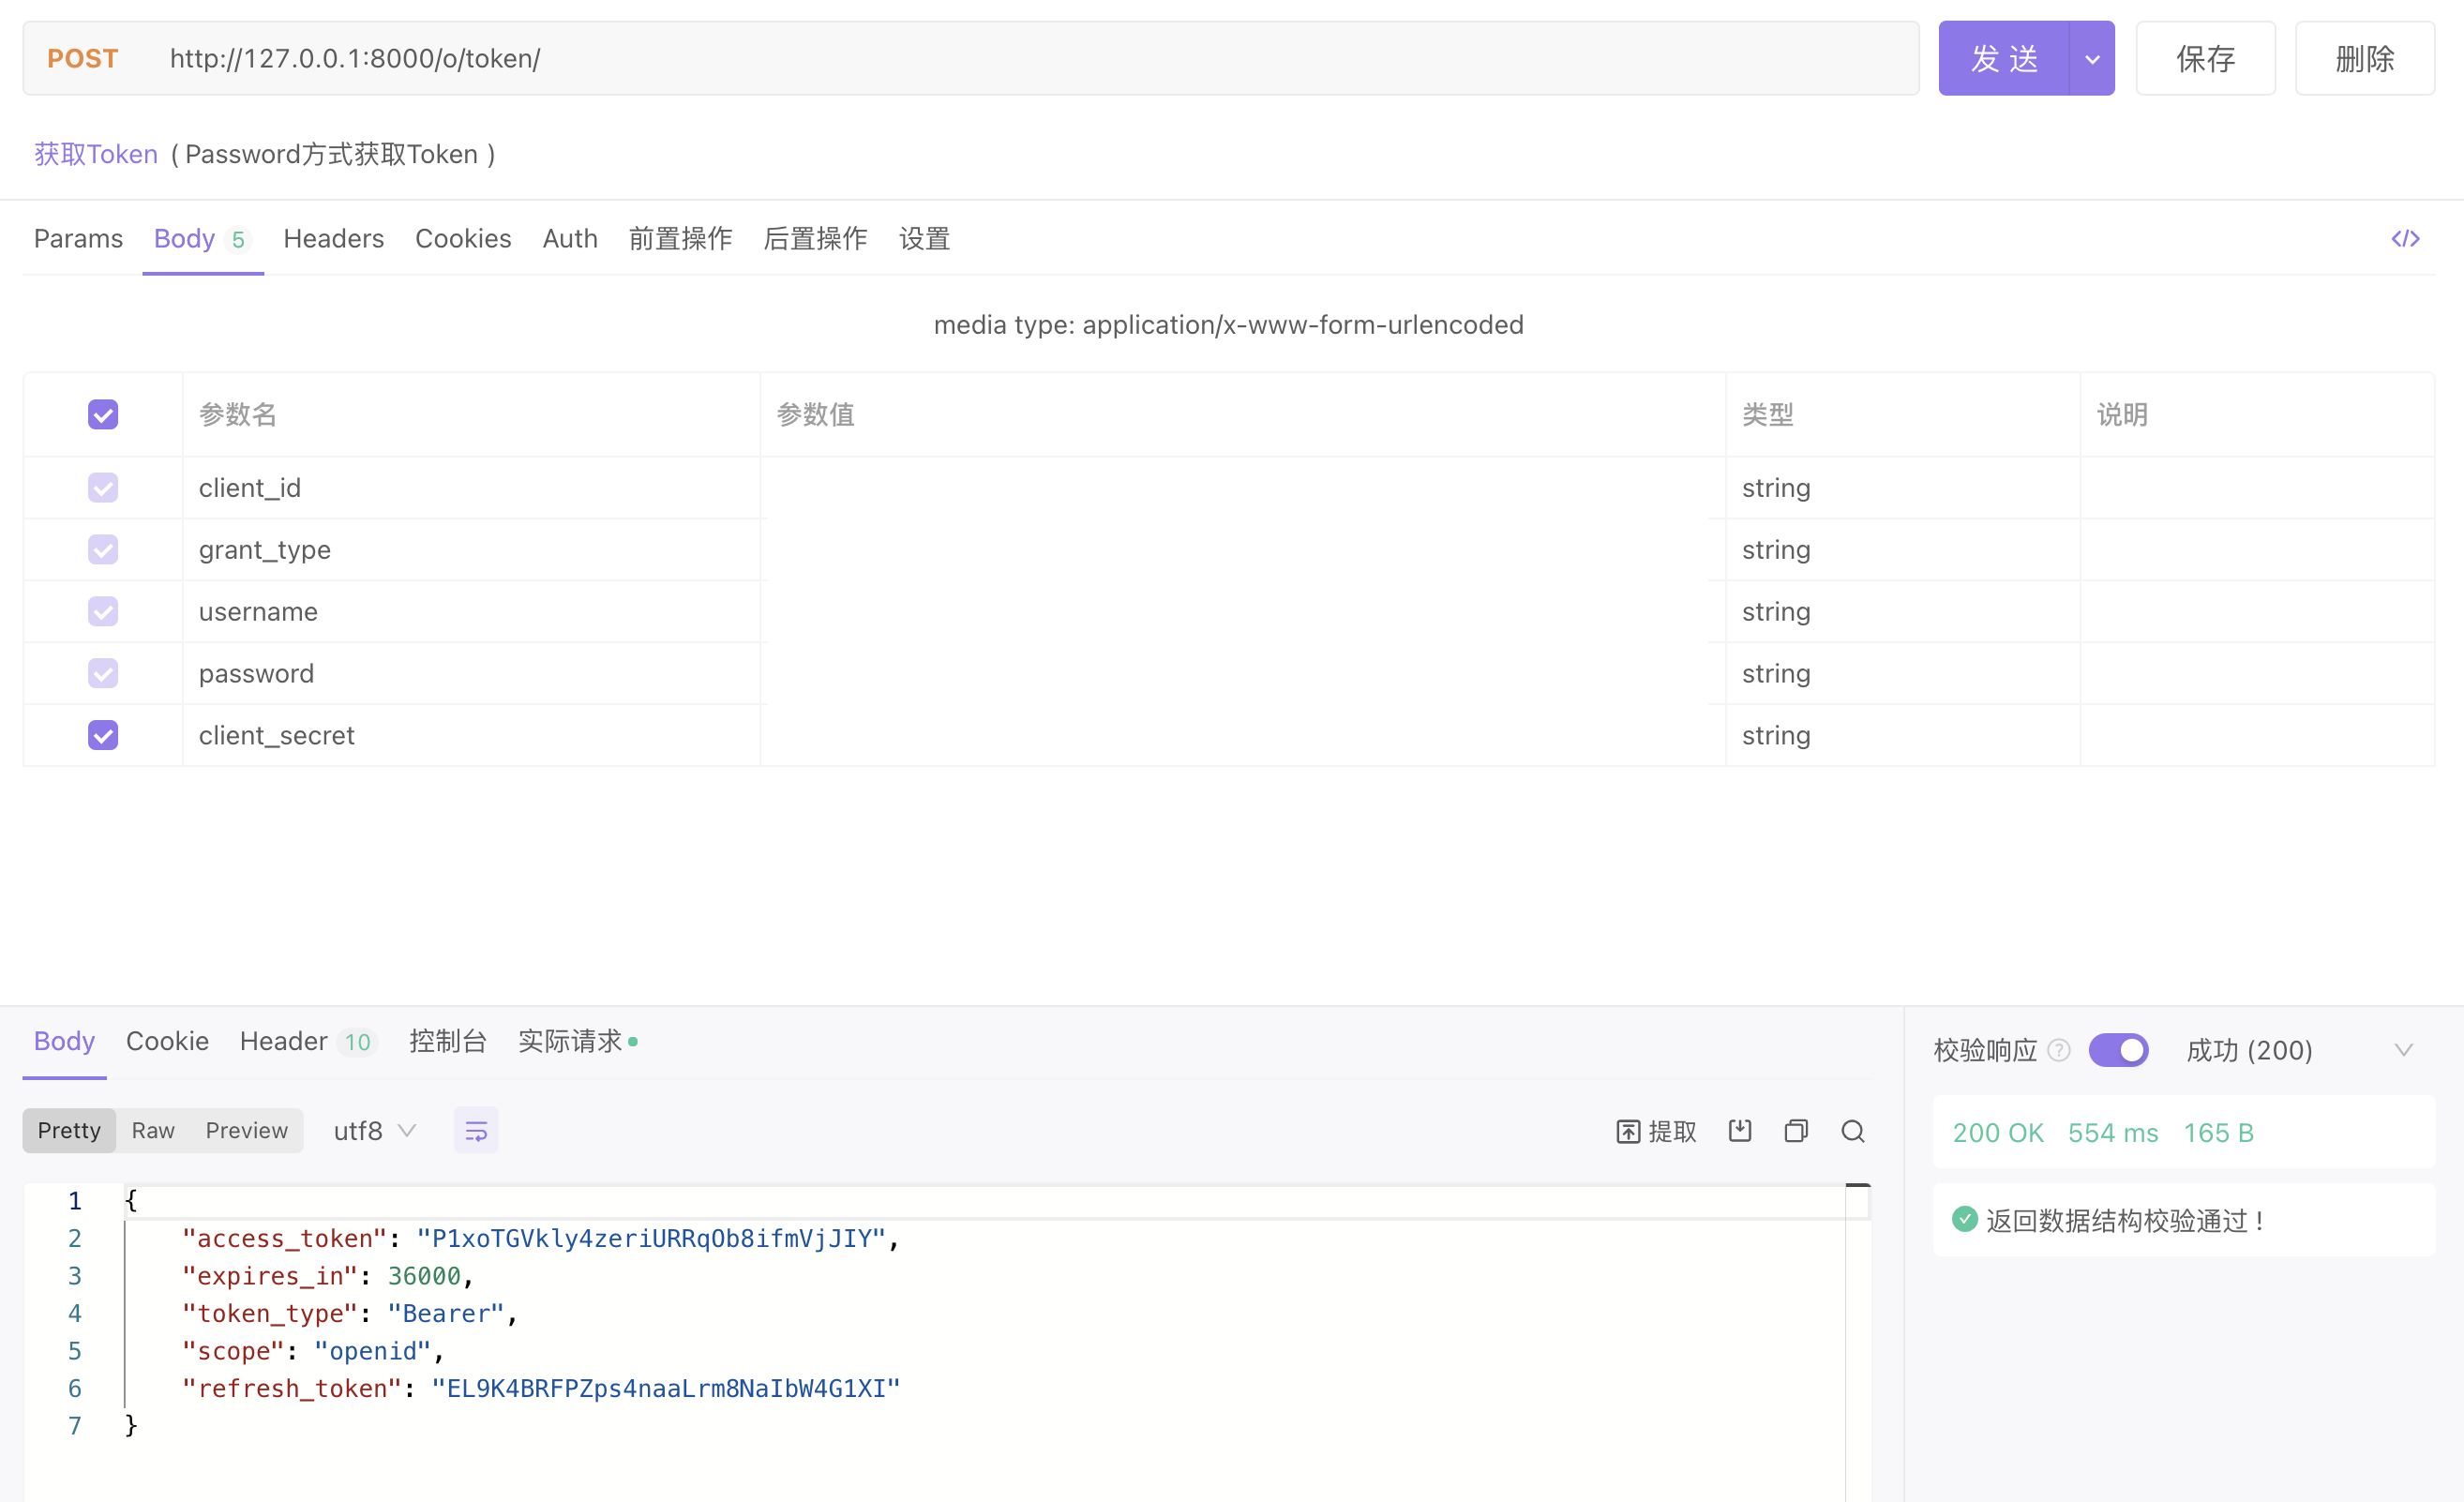 POST http://127.0.0.1:8000/o/token/ 发 送 保存 删除
获取Token ( Password方式获取Token )
Params Body 5 Headers Cookies Auth 前置操作 后置操作 设置 </>
media type: application/x-www-form-urlencoded
参数名 参数值 类型 说明
client_id string
grant_type string
username string
password string
client_secret string
Body Cookie Header 10 控制台 实际请求 校验响应 ? 成功 (200)
Pretty Raw Preview utf8 提取 200 OK 554 ms 165 B
返回数据结构校验通过！
1 {
2 "access_token": "P1xoTGVkly4zeriURRqOb8ifmVjJIY",
3 "expires_in": 36000,
4 "token_type": "Bearer",
5 "scope": "openid",
6 "refresh_token": "EL9K4BRFPZps4naaLrm8NaIbW4G1XI"
7 }